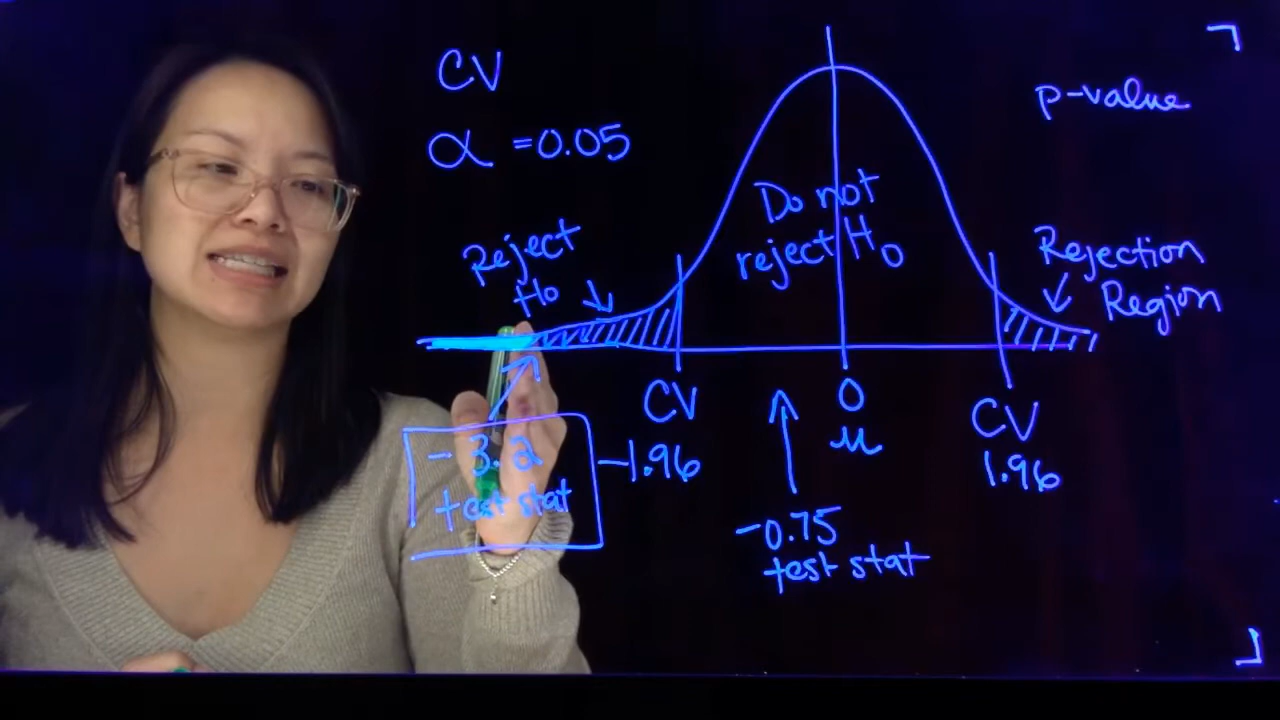 CV
α = 0.05
p-value
Do not
reject H₀
Reject
H₀
Rejection
Region
CV
-1.96
0
μ
CV
1.96
-3.2
test stat
-0.75
test stat